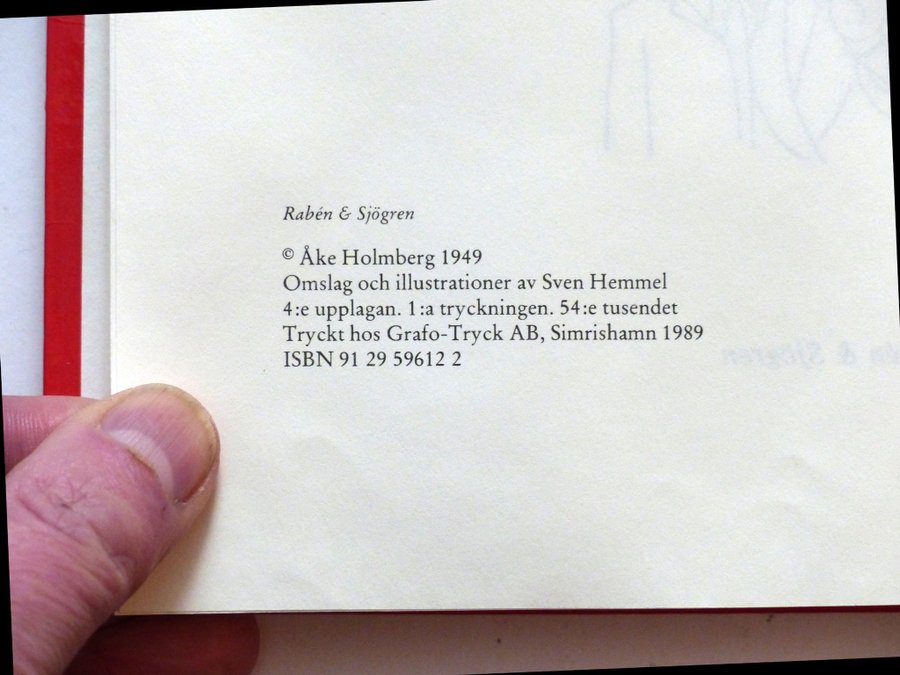 Rabén & Sjögren
© Åke Holmberg 1949
Omslag och illustrationer av Sven Hemmel
4:e upplagan. 1:a tryckningen. 54:e tusendet
Tryckt hos Grafo-Tryck AB, Simrishamn 1989
ISBN 91 29 59612 2